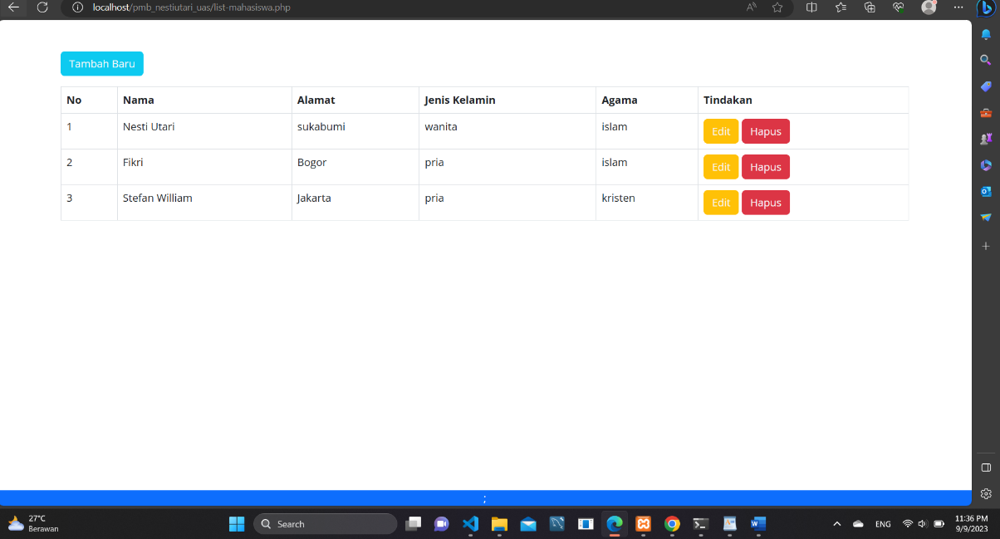 localhost/pmb_nestiutari_uas/list-mahasiswa.php
Tambah Baru
No Nama Alamat Jenis Kelamin Agama Tindakan
1 Nesti Utari sukabumi wanita islam Edit Hapus
2 Fikri Bogor pria islam Edit Hapus
3 Stefan William Jakarta pria kristen Edit Hapus
;
27°C
Berawan
Search
ENG
11:36 PM
9/9/2023